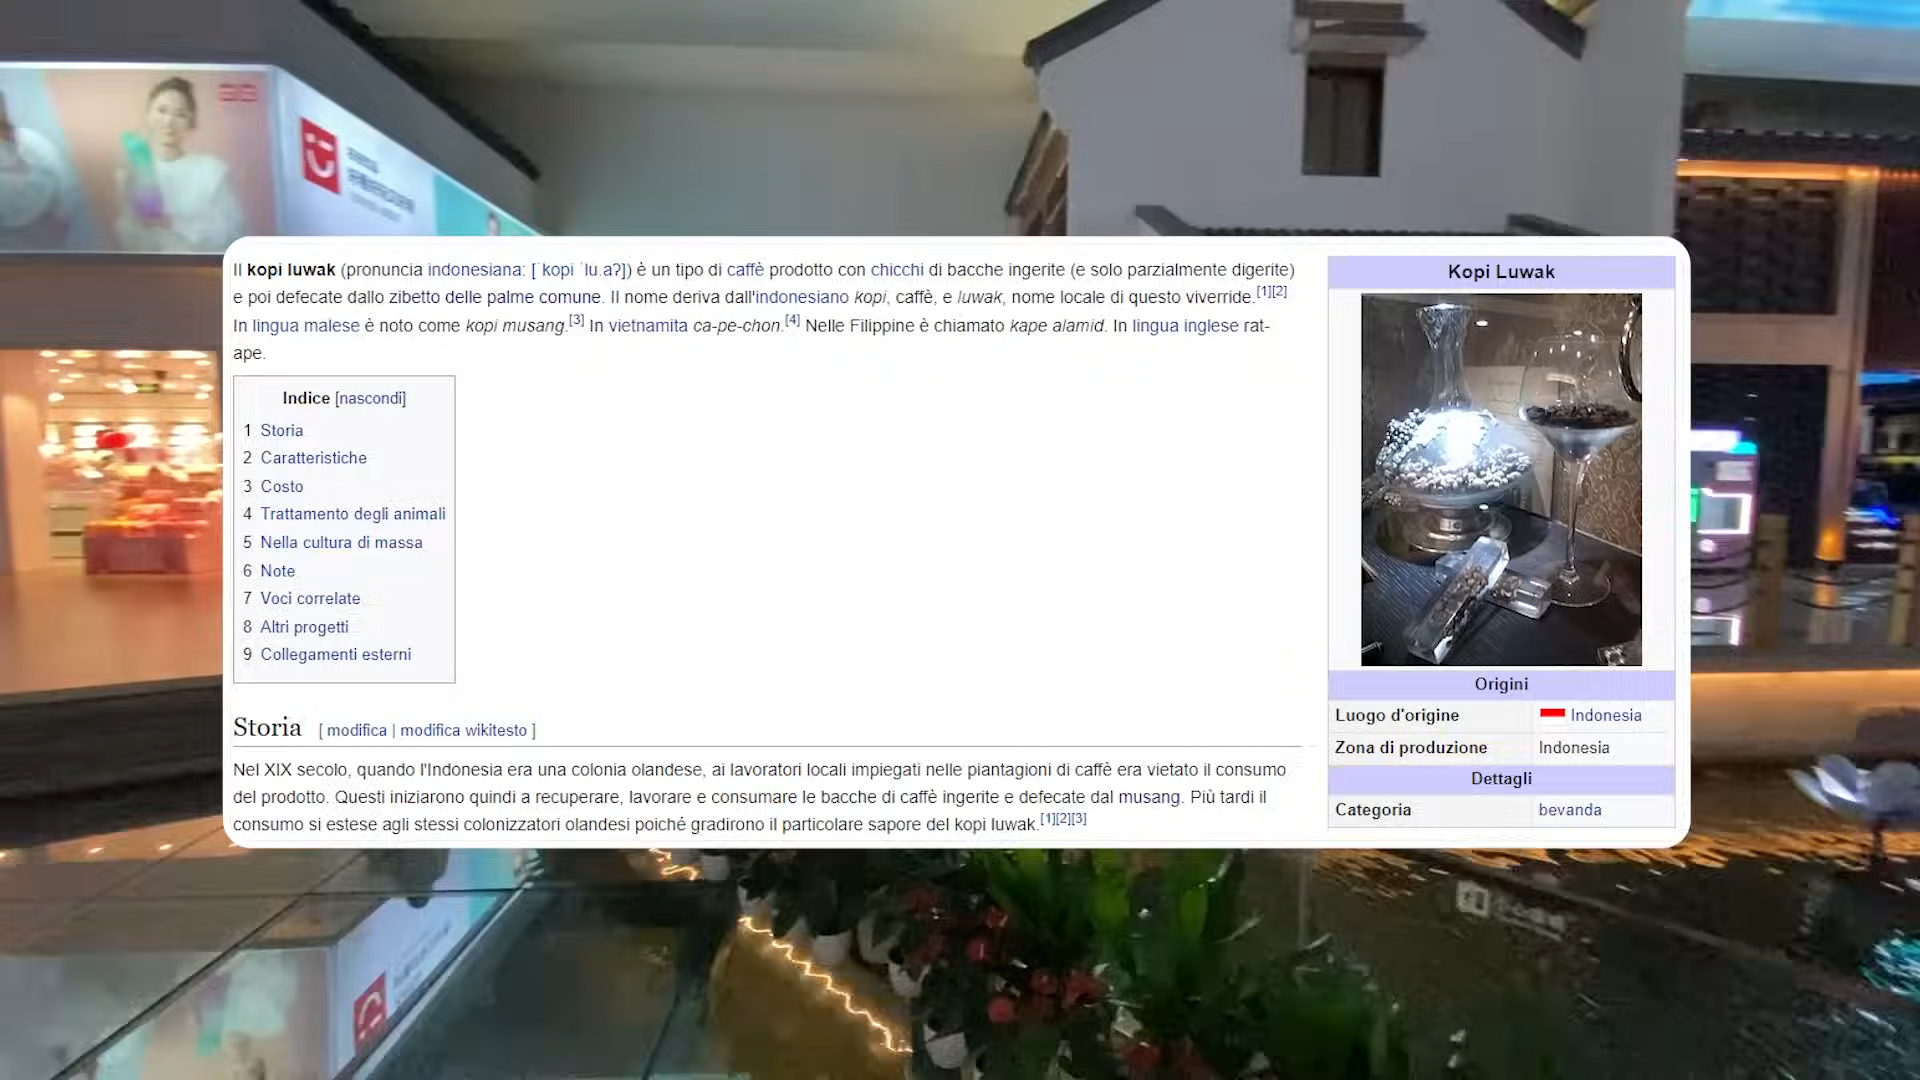 Il kopi luwak (pronuncia indonesiana: [ˈkopi ˈlu.aʔ]) è un tipo di caffè prodotto con chicchi di bacche ingerite (e solo parzialmente digerite)
e poi defecate dallo zibetto delle palme comune. Il nome deriva dall'indonesiano kopi, caffè, e luwak, nome locale di questo viverride.[1][2]
In lingua malese è noto come kopi musang.[3] In vietnamita ca-pe-chon.[4] Nelle Filippine è chiamato kape alamid. In lingua inglese rat-
ape.
Indice [nascondi]
1 Storia
2 Caratteristiche
3 Costo
4 Trattamento degli animali
5 Nella cultura di massa
6 Note
7 Voci correlate
8 Altri progetti
9 Collegamenti esterni
Storia [ modifica | modifica wikitesto ]
Nel XIX secolo, quando l'Indonesia era una colonia olandese, ai lavoratori locali impiegati nelle piantagioni di caffè era vietato il consumo
del prodotto. Questi iniziarono quindi a recuperare, lavorare e consumare le bacche di caffè ingerite e defecate dal musang. Più tardi il
consumo si estese agli stessi colonizzatori olandesi poiché gradirono il particolare sapore del kopi luwak.[1][2][3]
Kopi Luwak
Origini
Luogo d'origine Indonesia
Zona di produzione Indonesia
Dettagli
Categoria bevanda